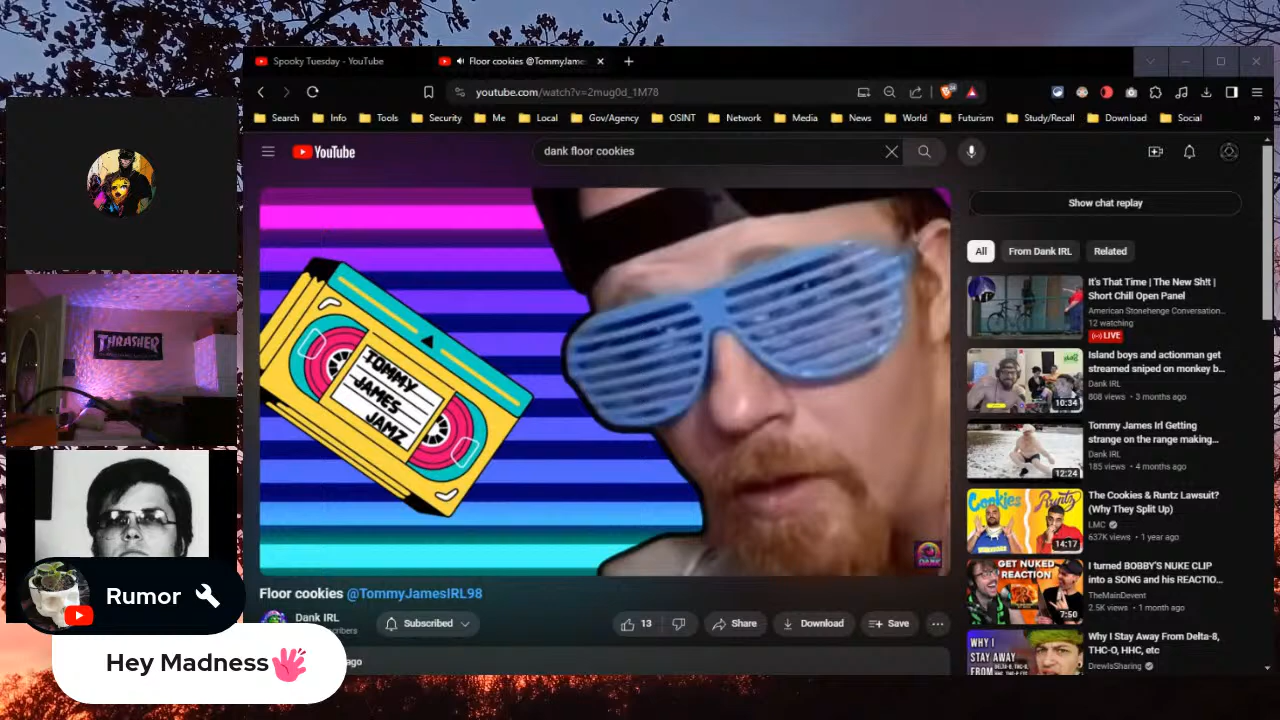 Spooky Tuesday - YouTube
Floor cookies @TommyJame
youtube.com/watch?v=2mug0d_1M78
Search
Info
Tools
Security
Me
Local
Gov/Agency
OSINT
Network
Media
News
World
Futurism
Study/Recall
Download
Social
»
YouTube
dank floor cookies
Show chat replay
All
From Dank IRL
Related
TOMMY
JAMES
JAMZ
THRASHER
It's That Time | The New Sh!t |
Short Chill Open Panel
American Stonehenge Conversation...
12 watching
LIVE
Island boys and actionman get
streamed sniped on monkey b...
Dank IRL
808 views • 3 months ago
10:34
Tommy James Irl Getting
strange on the range making...
Dank IRL
185 views • 4 months ago
12:24
Cookies
Runtz
The Cookies & Runtz Lawsuit?
(Why They Split Up)
LMC
637K views • 1 year ago
14:17
GET NUKED
REACTION
I turned BOBBY'S NUKE CLIP
into a SONG and his REACTIO...
TheMainDevent
2.5K views • 1 month ago
7:50
WHY I
STAY AWAY
FROM
Why I Stay Away From Delta-8,
THC-O, HHC, etc
DrewIsSharing
Floor cookies @TommyJamesIRL98
Dank IRL
Subscribed
13
Share
Download
Save
ago
Rumor
Hey Madness